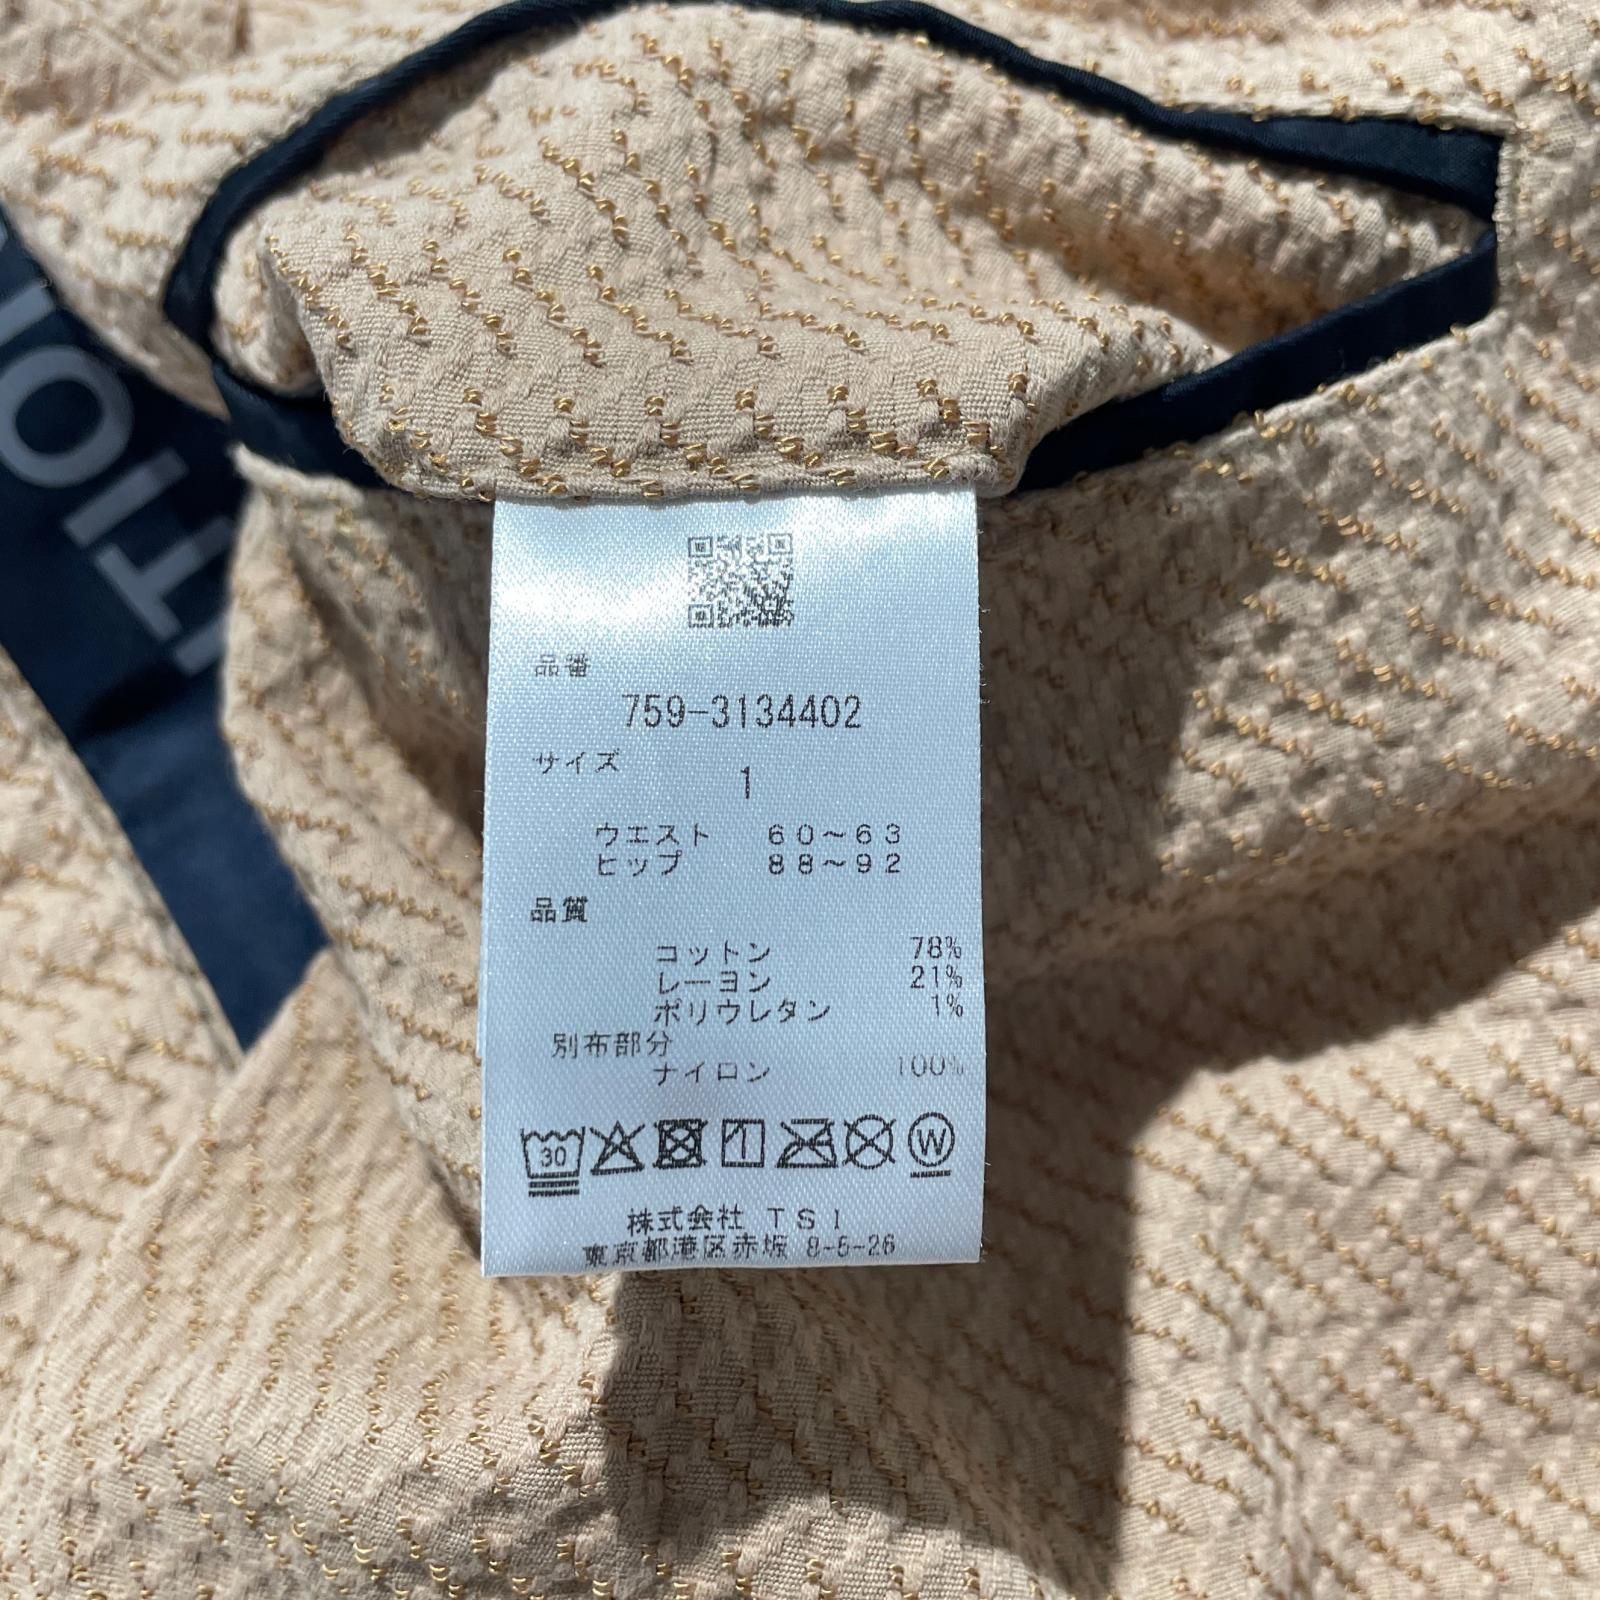 品番
759-3134402
サイズ
1
ウエスト 60~63
ヒップ 88~92
品質
コットン 78%
レーヨン 21%
ポリウレタン 1%
別布部分
ナイロン 100%
30
W
株式会社 TSI
東京都港区赤坂 8-5-26